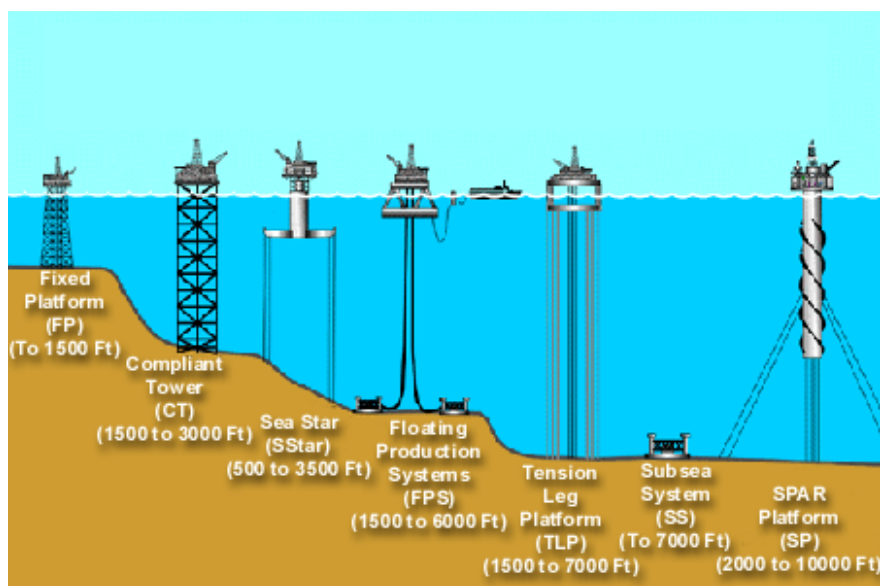 Fixed
Platform
(FP)
(To 1500 Ft)
Compliant
Tower
(CT)
(1500 to 3000 Ft)
Sea Star
(SStar)
(500 to 3500 Ft)
Floating
Production
Systems
(FPS)
(1500 to 6000 Ft)
Tension
Leg
Platform
(TLP)
(1500 to 7000 Ft)
Subsea
System
(SS)
(To 7000 Ft)
SPAR
Platform
(SP)
(2000 to 10000 Ft)